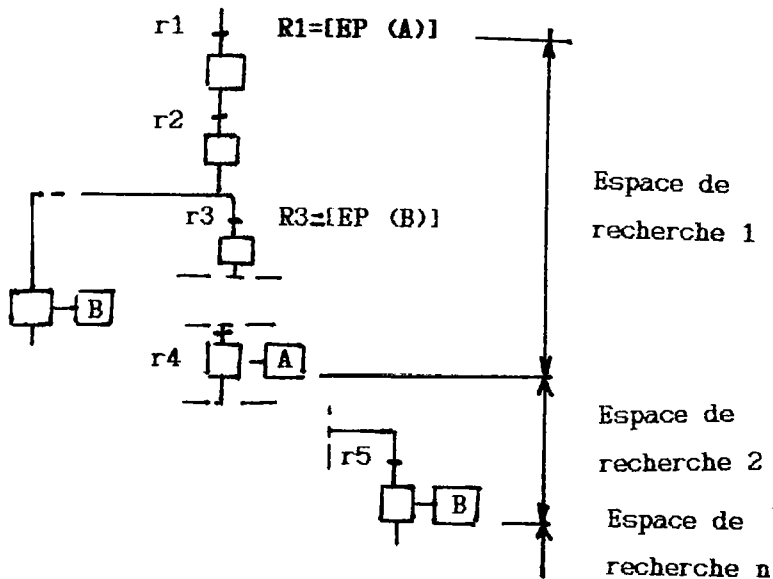 r1 R1=[EP (A)]
r2
r3 R3=[EP (B)]
Espace de
recherche 1
B
r4 A
Espace de
recherche 2
r5
B
Espace de
recherche n